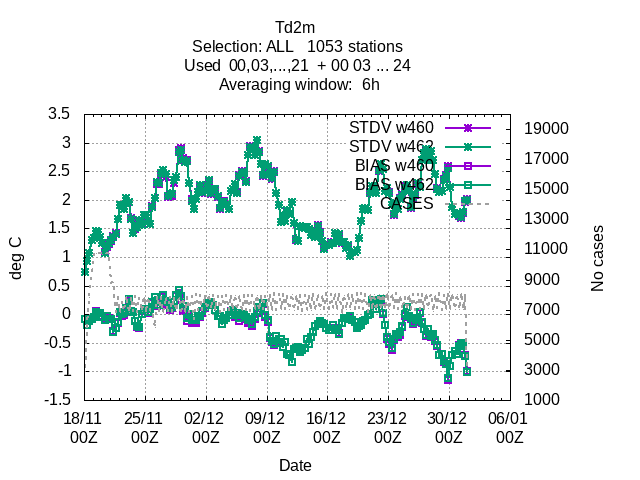 Td2m
Selection: ALL 1053 stations
Used 00,03,...,21 + 00 03 ... 24
Averaging window: 6h
STDV w460
STDV w462
BIAS w460
BIAS w462
CASES
3.5
3
2.5
2
1.5
1
0.5
0
-0.5
-1
-1.5
deg C
19000
17000
15000
13000
11000
9000
7000
5000
3000
1000
No cases
18/11 25/11 02/12 09/12 16/12 23/12 30/12 06/01
00Z 00Z 00Z 00Z 00Z 00Z 00Z 00Z
Date